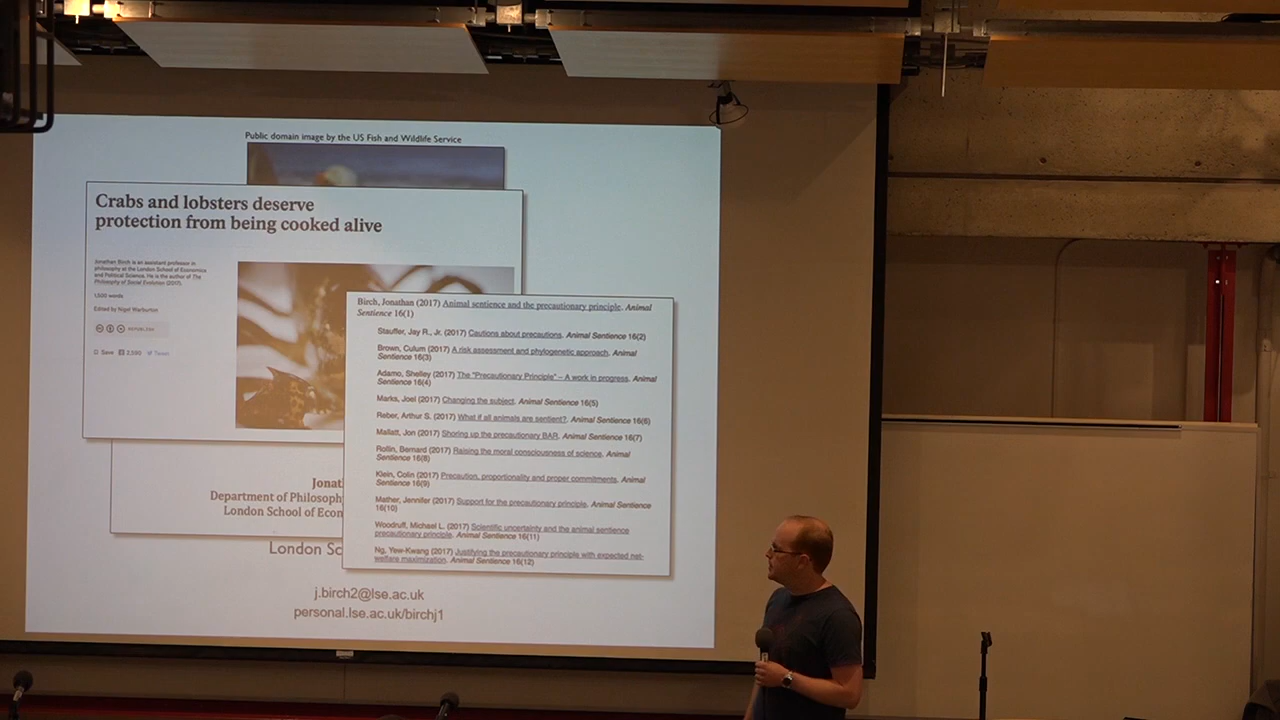 Public domain image by the US Fish and Wildlife Service
Crabs and lobsters deserve
protection from being cooked alive
Jonathan Birch is an assistant professor in
philosophy at the London School of Economics
and Political Science. He is the author of The
Philosophy of Social Evolution (2017).
1,500 words
Edited by Nigel Warburton
REPUBLISH
Save 2,590 Tweet
Birch, Jonathan (2017) Animal sentience and the precautionary principle. Animal
Sentience 16(1)
Stauffer, Jay R., Jr. (2017) Cautions about precautions. Animal Sentience 16(2)
Brown, Culum (2017) A risk assessment and phylogenetic approach. Animal
Sentience 16(3)
Adamo, Shelley (2017) The "Precautionary Principle" – A work in progress. Animal
Sentience 16(4)
Marks, Joel (2017) Changing the subject. Animal Sentience 16(5)
Reber, Arthur S. (2017) What if all animals are sentient?. Animal Sentience 16(6)
Mallatt, Jon (2017) Shoring up the precautionary BAR. Animal Sentience 16(7)
Rollin, Bernard (2017) Raising the moral consciousness of science. Animal
Sentience 16(8)
Klein, Colin (2017) Precaution, proportionality and proper commitments. Animal
Sentience 16(9)
Mather, Jennifer (2017) Support for the precautionary principle. Animal Sentience
16(10)
Woodruff, Michael L. (2017) Scientific uncertainty and the animal sentience
precautionary principle. Animal Sentience 16(11)
Ng, Yew-Kwang (2017) Justifying the precautionary principle with expected net-
welfare maximization. Animal Sentience 16(12)
Jonat
Department of Philosophy
London School of Econ
London Sc
j.birch2@lse.ac.uk
personal.lse.ac.uk/birchj1